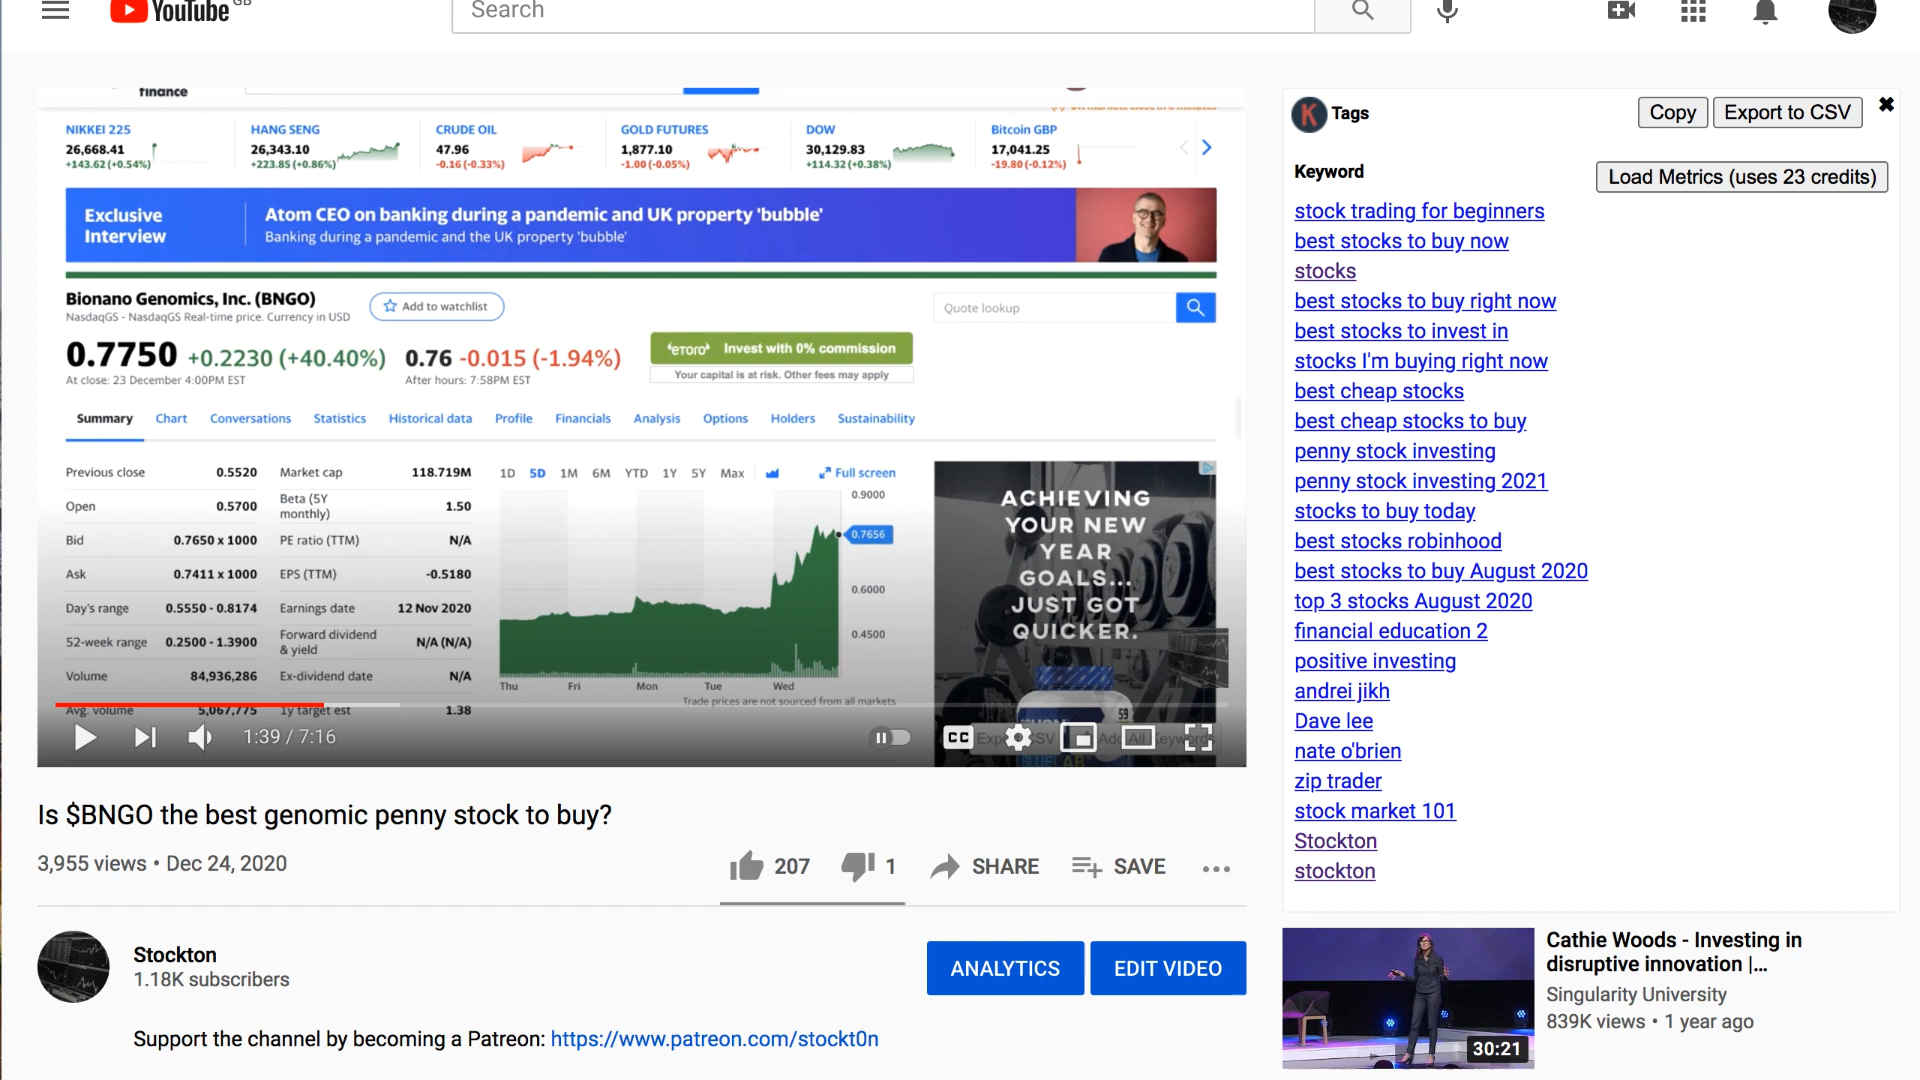 YouTube GB
Search
finance
NIKKEI 225
26,668.41
+143.62 (+0.54%)
HANG SENG
26,343.10
+223.85 (+0.86%)
CRUDE OIL
47.96
-0.16 (-0.33%)
GOLD FUTURES
1,877.10
-1.00 (-0.05%)
DOW
30,129.83
+114.32 (+0.38%)
Bitcoin GBP
17,041.25
-19.80 (-0.12%)
Exclusive
Interview
Atom CEO on banking during a pandemic and UK property 'bubble'
Banking during a pandemic and the UK property 'bubble'
Bionano Genomics, Inc. (BNGO)
NasdaqGS - NasdaqGS Real-time price. Currency in USD
Add to watchlist
Quote lookup
0.7750 +0.2230 (+40.40%)
At close: 23 December 4:00PM EST
0.76 -0.015 (-1.94%)
After hours: 7:58PM EST
eToro Invest with 0% commission
Your capital is at risk. Other fees may apply
Summary Chart Conversations Statistics Historical data Profile Financials Analysis Options Holders Sustainability
Previous close 0.5520
Open 0.5700
Bid 0.7650 x 1000
Ask 0.7411 x 1000
Day's range 0.5550 - 0.8174
52-week range 0.2500 - 1.3900
Volume 84,936,286
Avg. volume 5,067,775
Market cap 118.719M
Beta (5Y
monthly) 1.50
PE ratio (TTM) N/A
EPS (TTM) -0.5180
Earnings date 12 Nov 2020
Forward dividend
& yield N/A (N/A)
Ex-dividend date N/A
1y target est 1.38
1D 5D 1M 6M YTD 1Y 5Y Max Full screen
0.9000
0.7656
0.6000
0.4500
Thu Fri Mon Tue Wed
Trade prices are not sourced from all markets
ACHIEVING
YOUR NEW
YEAR
GOALS...
JUST GOT
QUICKER.
59
1:39 / 7:16
CC
Add All Keywords
Is $BNGO the best genomic penny stock to buy?
3,955 views • Dec 24, 2020
207
1
SHARE
SAVE
Stockton
1.18K subscribers
ANALYTICS
EDIT VIDEO
Support the channel by becoming a Patreon: https://www.patreon.com/stockt0n
K
Tags
Copy
Export to CSV
Keyword
Load Metrics (uses 23 credits)
stock trading for beginners
best stocks to buy now
stocks
best stocks to buy right now
best stocks to invest in
stocks I'm buying right now
best cheap stocks
best cheap stocks to buy
penny stock investing
penny stock investing 2021
stocks to buy today
best stocks robinhood
best stocks to buy August 2020
top 3 stocks August 2020
financial education 2
positive investing
andrei jikh
Dave lee
nate o'brien
zip trader
stock market 101
Stockton
stockton
30:21
Cathie Woods - Investing in
disruptive innovation |...
Singularity University
839K views • 1 year ago